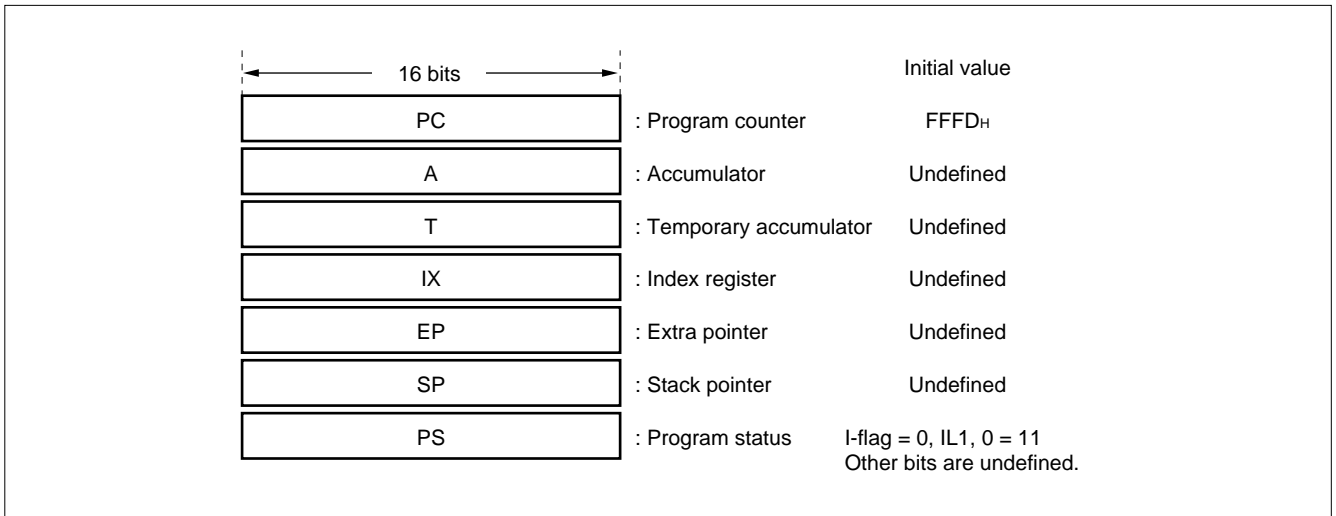 16 bits Initial value
PC : Program counter FFFDH
A : Accumulator Undefined
T : Temporary accumulator Undefined
IX : Index register Undefined
EP : Extra pointer Undefined
SP : Stack pointer Undefined
PS : Program status I-flag = 0, IL1, 0 = 11
Other bits are undefined.